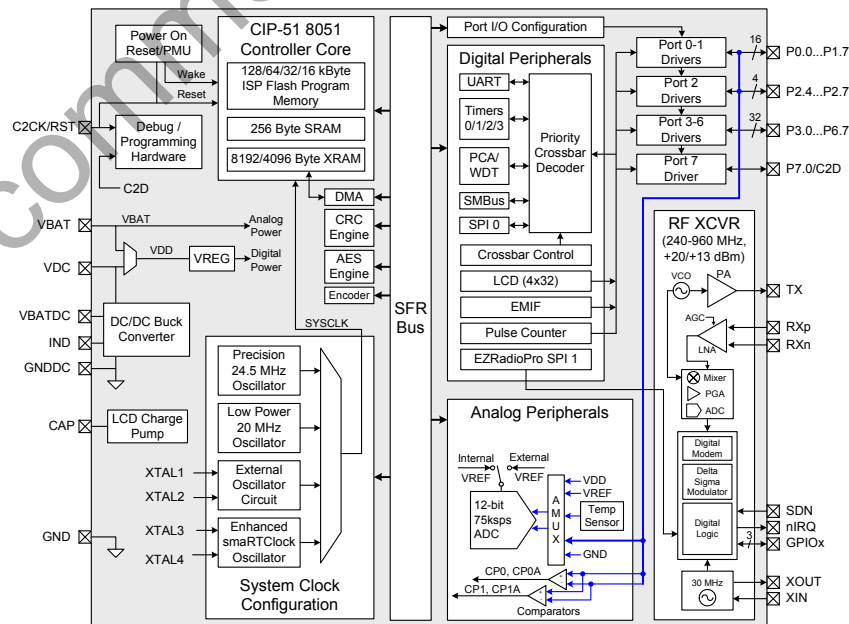 Power On
Reset/PMU
Wake
Reset
C2CK/RST
Debug /
Programming
Hardware
C2D
CIP-51 8051
Controller Core
128/64/32/16 kByte
ISP Flash Program
Memory
256 Byte SRAM
8192/4096 Byte XRAM
DMA
CRC
Engine
AES
Engine
Encoder
SYSCLK
VBAT
VBAT
Analog
Power
VDC
VDD
VREG
Digital
Power
VBATDC
IND
GNDDC
DC/DC Buck
Converter
CAP
LCD Charge
Pump
XTAL1
XTAL2
XTAL3
XTAL4
GND
Precision
24.5 MHz
Oscillator
Low Power
20 MHz
Oscillator
External
Oscillator
Circuit
Enhanced
smaRTClock
Oscillator
System Clock
Configuration
SFR
Bus
Port I/O Configuration
Digital Peripherals
UART
Timers
0/1/2/3
PCA/
WDT
SMBus
SPI 0
Priority
Crossbar
Decoder
Crossbar Control
LCD (4x32)
EMIF
Pulse Counter
EZRadioPro SPI 1
Port 0-1
Drivers
Port 2
Drivers
Port 3-6
Drivers
Port 7
Driver
16
P0.0...P1.7
4
P2.4...P2.7
32
P3.0...P6.7
P7.0/C2D
Analog Peripherals
Internal
VREF
External
VREF
12-bit
75ksps
ADC
A
M
U
X
VDD
VREF
Temp
Sensor
GND
CP0, CP0A
CP1, CP1A
+
-
+
-
Comparators
RF XCVR
(240-960 MHz,
+20/+13 dBm)
VCO
PA
TX
AGC
LNA
RXp
RXn
Mixer
PGA
ADC
Digital
Modem
Delta
Sigma
Modulator
Digital
Logic
SDN
nIRQ
3
GPIOx
30 MHz
XOUT
XIN